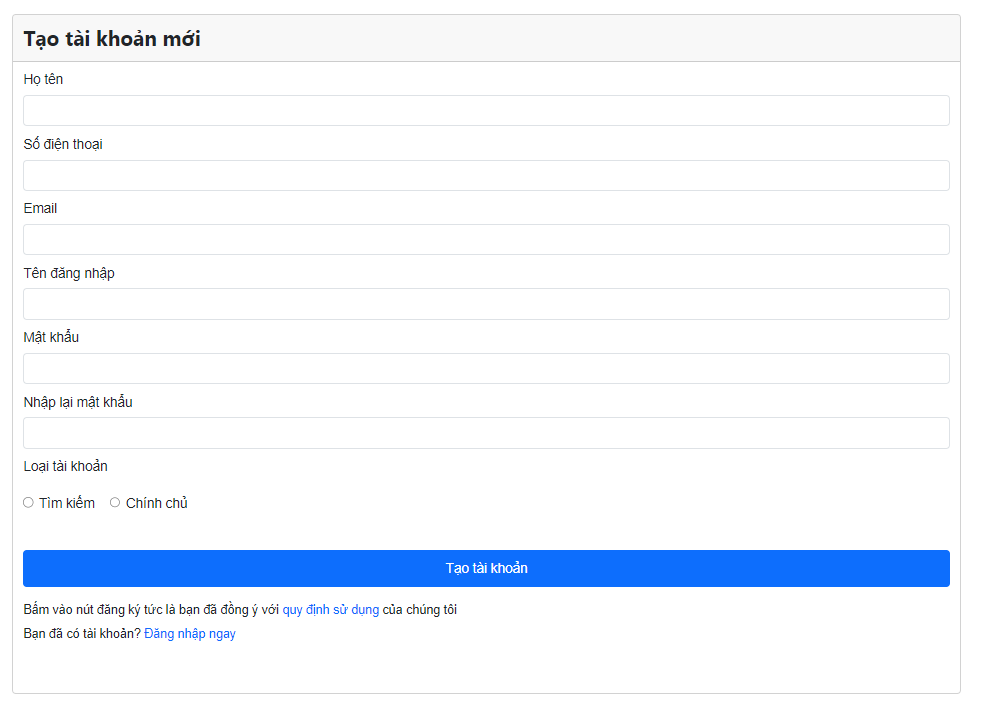 Tạo tài khoản mới
Họ tên
Số điện thoại
Email
Tên đăng nhập
Mật khẩu
Nhập lại mật khẩu
Loại tài khoản
Tìm kiếm Chính chủ
Tạo tài khoản
Bấm vào nút đăng ký tức là bạn đã đồng ý với quy định sử dụng của chúng tôi
Bạn đã có tài khoản? Đăng nhập ngay